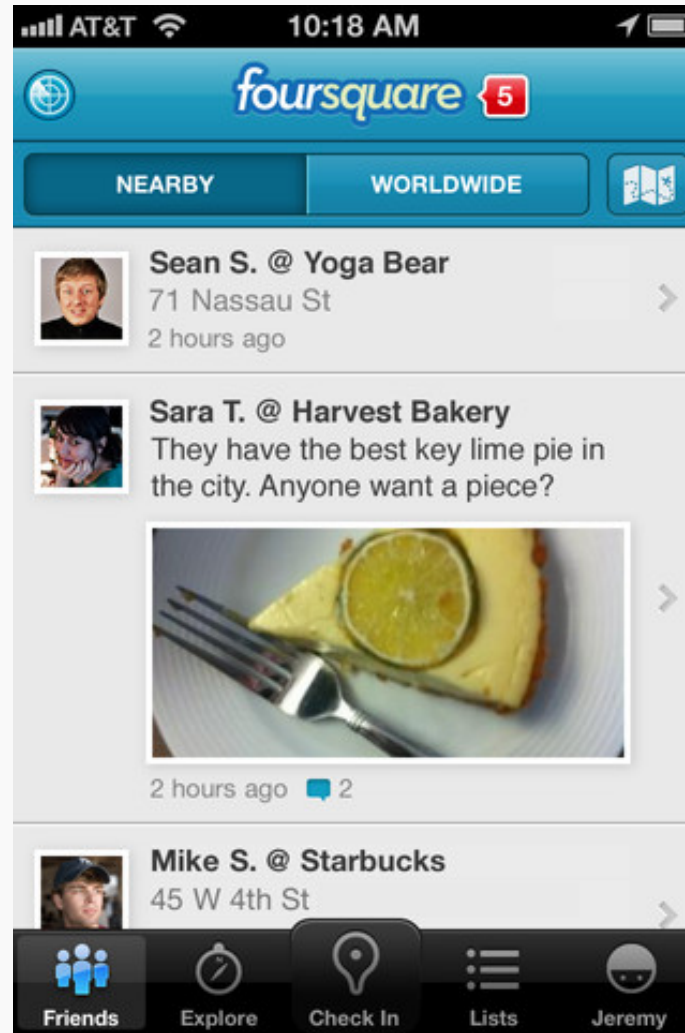 AT&T 10:18 AM
foursquare 5
NEARBY WORLDWIDE
Sean S. @ Yoga Bear
71 Nassau St
2 hours ago
Sara T. @ Harvest Bakery
They have the best key lime pie in
the city. Anyone want a piece?
2 hours ago 2
Mike S. @ Starbucks
45 W 4th St
Friends Explore Check In Lists Jeremy